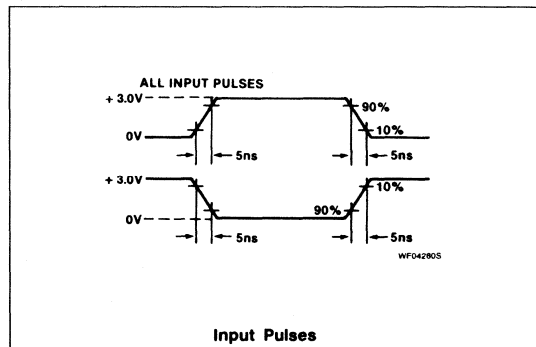 ALL INPUT PULSES
+ 3.0V
90%
0V
10%
5ns
5ns
+ 3.0V
10%
0V
90%
5ns
5ns
WF04260S
Input Pulses